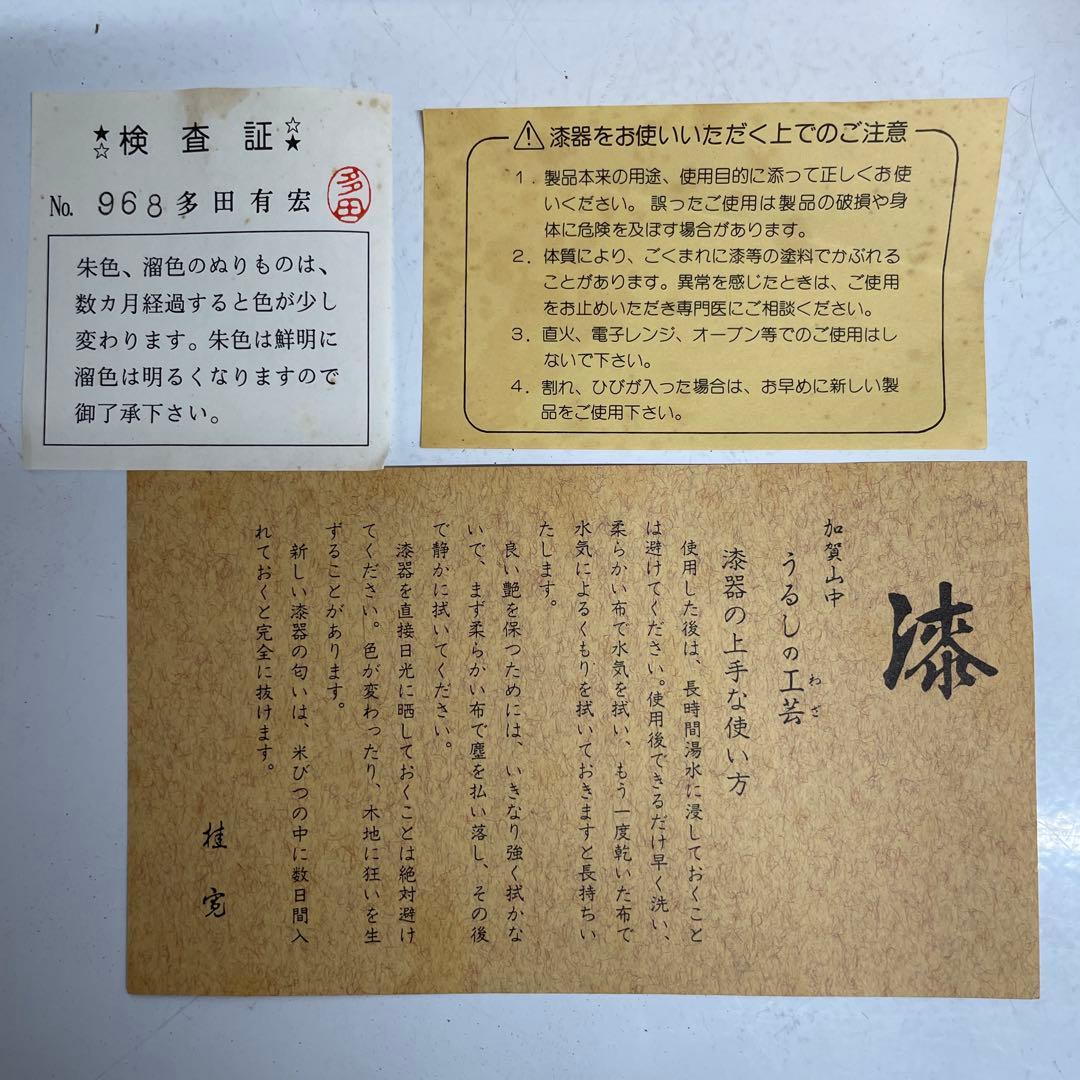 検査証
No. 968 多田有宏 多田
朱色、溜色のぬりものは、
数カ月経過すると色が少し
変わります。朱色は鮮明に
溜色は明るくなりますので
御了承下さい。
漆器をお使いいただく上でのご注意
1. 製品本来の用途、使用目的に添って正しくお使
いください。誤ったご使用は製品の破損や身
体に危険を及ぼす場合があります。
2. 体質により、ごくまれに漆等の塗料でかぶれる
ことがあります。異常を感じたときは、ご使用
をお止めいただき専門医にご相談ください。
3. 直火、電子レンジ、オーブン等でのご使用はし
ないで下さい。
4. 割れ、ひびが入った場合は、お早めに新しい製
品をご使用下さい。
漆
加賀山中
うるしの工芸
わざ
漆器の上手な使い方
使用した後は、長時間湯水に浸しておくこと
は避けてください。使用後できるだけ早く洗い、
柔らかい布で水気を拭い、もう一度乾いた布で
水気によるくもりを拭いておきますと長持ちい
たします。
良い艶を保つためには、いきなり強く拭かな
いで、まず柔らかい布で塵を払い落し、その後
で静かに拭いてください。
漆器を直接日光に晒しておくことは絶対避け
てください。色が変わったり、木地に狂いを生
ずることがあります。
新しい漆器の匂いは、米びつの中に数日間入
れておくと完全に抜けます。
桂寛